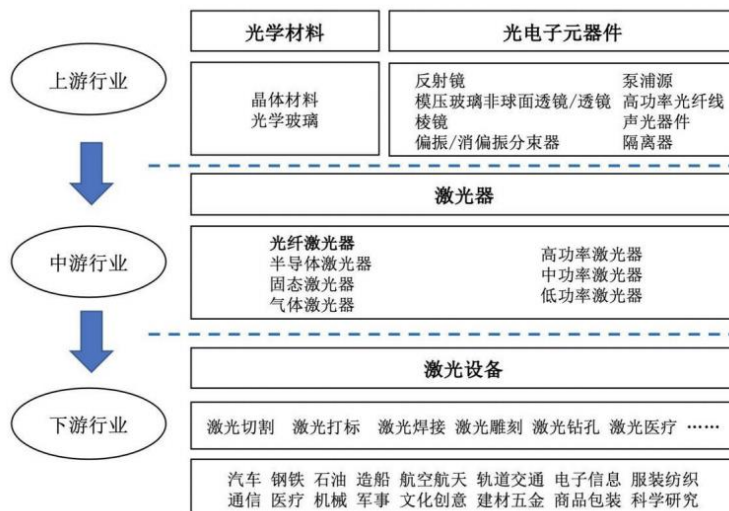 光学材料
光电子元器件
上游行业
晶体材料
光学玻璃
反射镜
模压玻璃非球面透镜/透镜
棱镜
偏振/消偏振分束器
泵浦源
高功率光纤线
声光器件
隔离器
激光器
中游行业
光纤激光器
半导体激光器
固态激光器
气体激光器
高功率激光器
中功率激光器
低功率激光器
激光设备
下游行业
激光切割 激光打标 激光焊接 激光雕刻 激光钻孔 激光医疗 ……
汽车 钢铁 石油 造船 航空航天 轨道交通 电子信息 服装纺织
通信 医疗 机械 军事 文化创意 建材五金 商品包装 科学研究